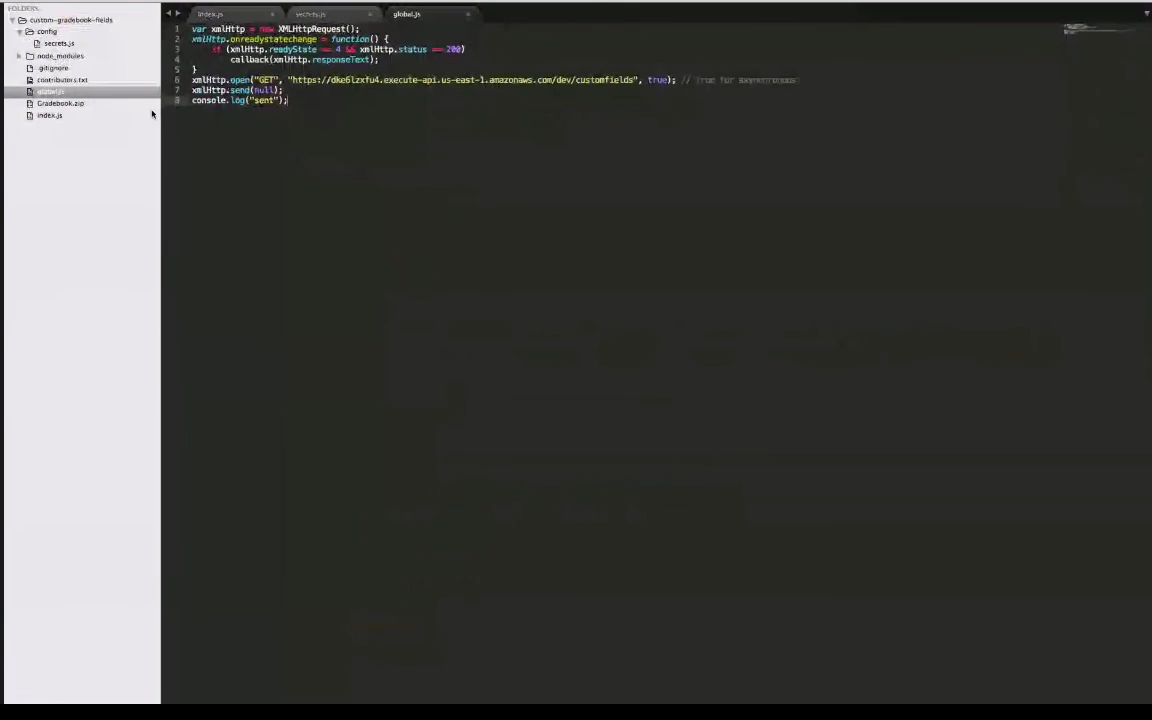 FOLDERS
custom-gradebook-fields
config
secrets.js
node_modules
.gitignore
contributors.txt
global.js
Gradebook.zip
index.js
index.js
secrets.js
global.js
1 var xmlHttp = new XMLHttpRequest();
2 xmlHttp.onreadystatechange = function() {
3 if (xmlHttp.readyState == 4 && xmlHttp.status == 200)
4 callback(xmlHttp.responseText);
5 }
6 xmlHttp.open("GET", "https://dke6lzxfu4.execute-api.us-east-1.amazonaws.com/dev/customfields", true); // true for asynchronous
7 xmlHttp.send(null);
8 console.log("sent");